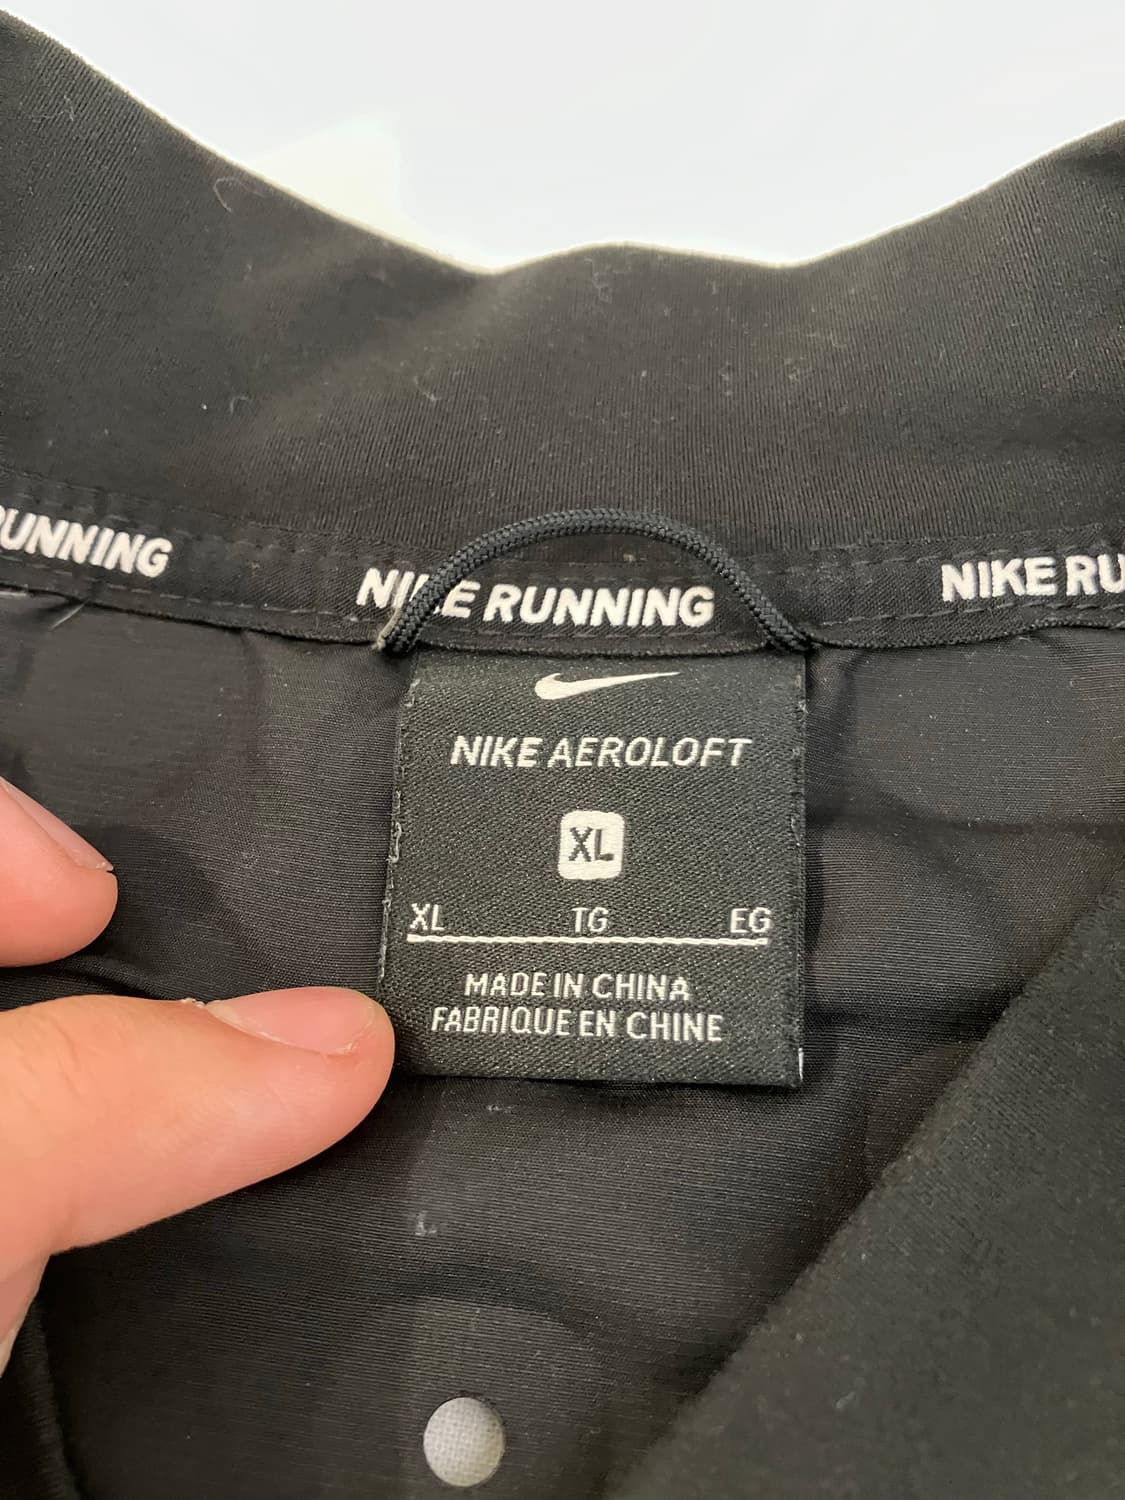 RUNNING
NIKE RUNNING
NIKE RU
NIKE AEROLOFT
XL
XL TG EG
MADE IN CHINA
FABRIQUE EN CHINE